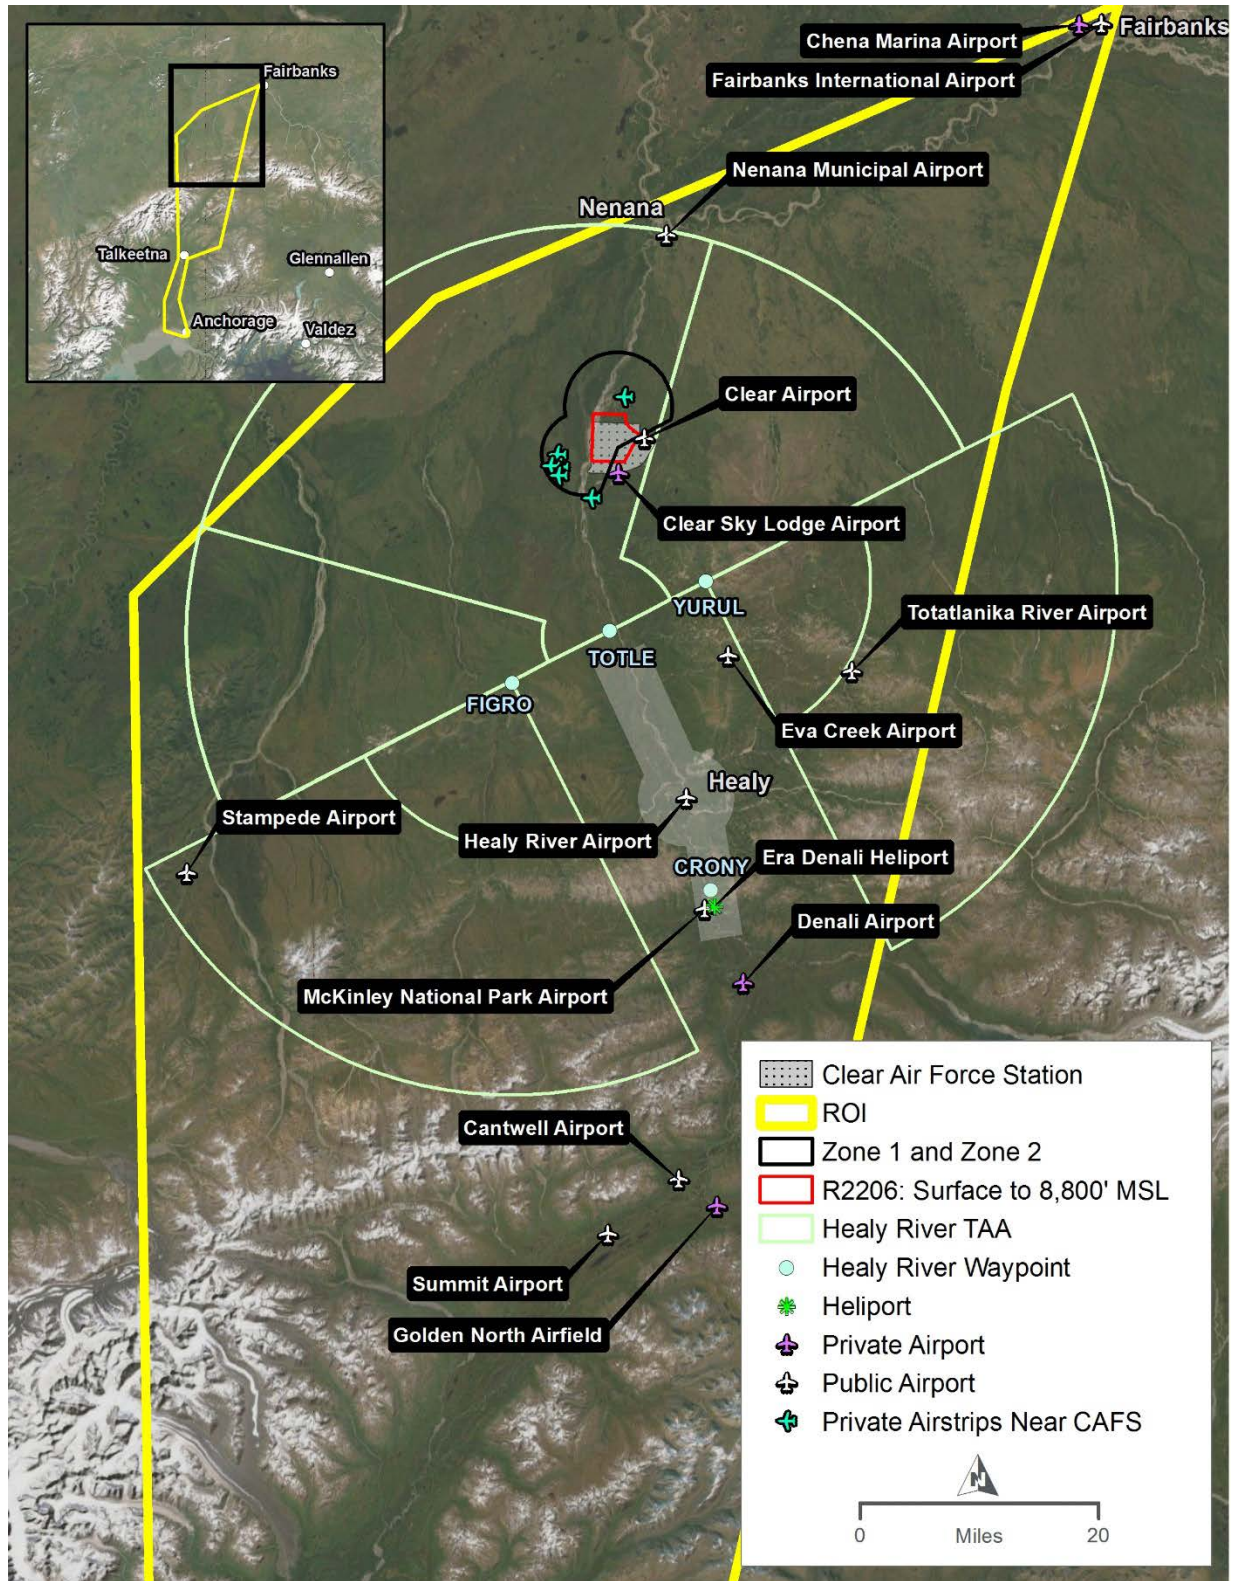 Fairbanks
Talkeetna
Glennallen
Anchorage
Valdez
Fairbanks
Chena Marina Airport
Fairbanks International Airport
Nenana Municipal Airport
Nenana
Clear Airport
Clear Sky Lodge Airport
YURUL
Totatlanika River Airport
TOTLE
FIGRO
Eva Creek Airport
Healy
Stampede Airport
Healy River Airport
Era Denali Heliport
CRONY
Denali Airport
McKinley National Park Airport
Cantwell Airport
Summit Airport
Golden North Airfield
Clear Air Force Station
ROI
Zone 1 and Zone 2
R2206: Surface to 8,800' MSL
Healy River TAA
Healy River Waypoint
Heliport
Private Airport
Public Airport
Private Airstrips Near CAFS
N
0 20
Miles